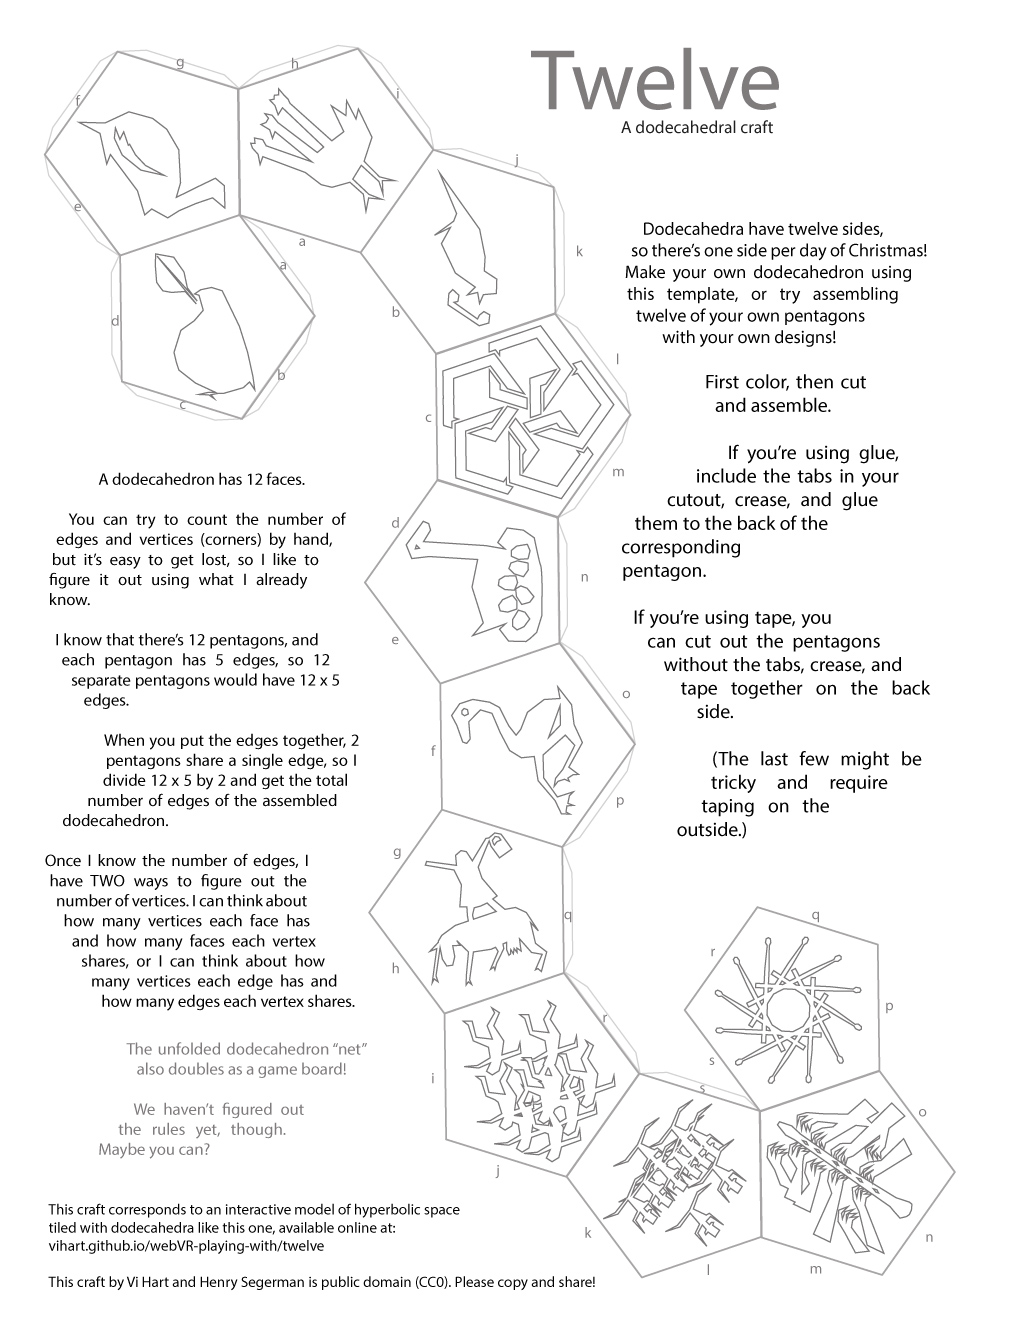 Twelve
A dodecahedral craft
Dodecahedra have twelve sides,
so there's one side per day of Christmas!
Make your own dodecahedron using
this template, or try assembling
twelve of your own pentagons
with your own designs!
First color, then cut
and assemble.
If you're using glue,
include the tabs in your
cutout, crease, and glue
them to the back of the
corresponding
pentagon.
If you're using tape, you
can cut out the pentagons
without the tabs, crease, and
tape together on the back
side.
(The last few might be
tricky and require
taping on the
outside.)
A dodecahedron has 12 faces.
You can try to count the number of
edges and vertices (corners) by hand,
but it's easy to get lost, so I like to
figure it out using what I already
know.
I know that there's 12 pentagons, and
each pentagon has 5 edges, so 12
separate pentagons would have 12 x 5
edges.
When you put the edges together, 2
pentagons share a single edge, so I
divide 12 x 5 by 2 and get the total
number of edges of the assembled
dodecahedron.
Once I know the number of edges, I
have TWO ways to figure out the
number of vertices. I can think about
how many vertices each face has
and how many faces each vertex
shares, or I can think about how
many vertices each edge has and
how many edges each vertex shares.
The unfolded dodecahedron "net"
also doubles as a game board!
We haven't figured out
the rules yet, though.
Maybe you can?
This craft corresponds to an interactive model of hyperbolic space
tiled with dodecahedra like this one, available online at:
vihart.github.io/webVR-playing-with/twelve
This craft by Vi Hart and Henry Segerman is public domain (CC0). Please copy and share!
g
h
f
i
e
a
a
d
b
c
j
k
b
l
c
m
d
n
e
o
f
p
g
q
h
r
i
j
s
k
l
m
n
o
p
q
r
s